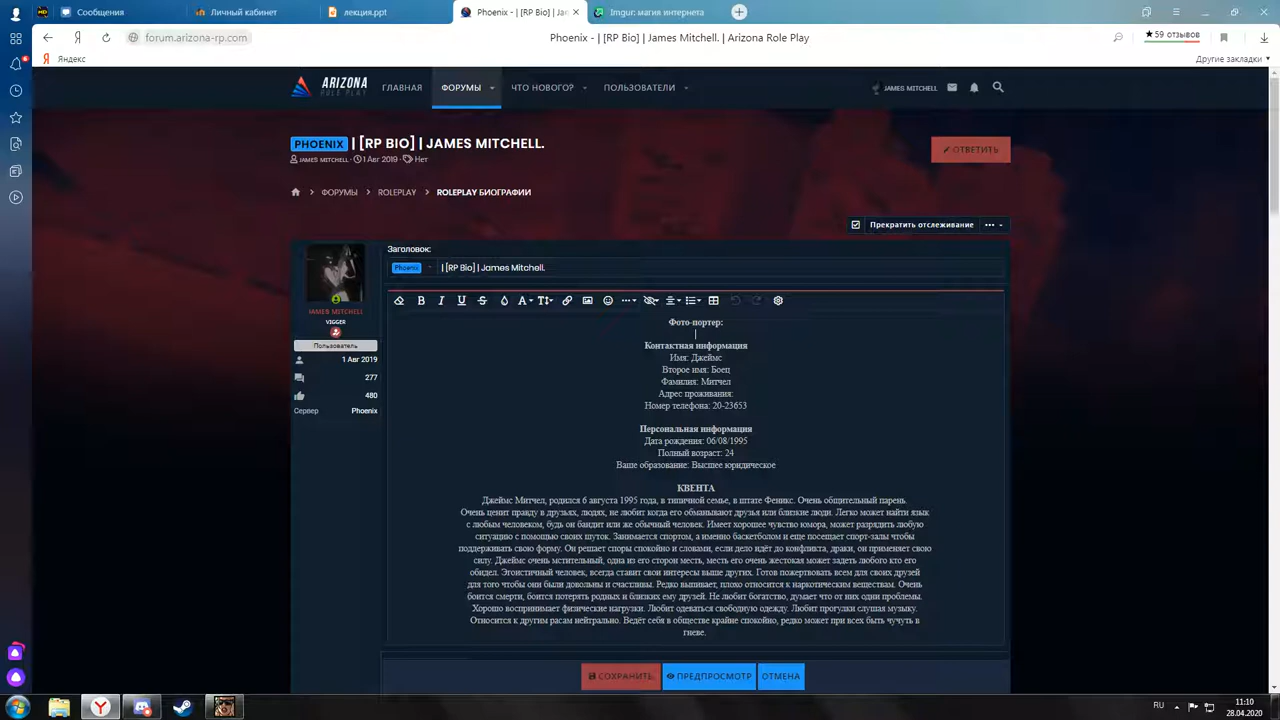 Сообщения
Личный кабинет
лекция.ppt
Phoenix - | [RP Bio] | Jam
Imgur: магия интернета
forum.arizona-rp.com
Phoenix - | [RP Bio] | James Mitchell. | Arizona Role Play
★59 отзывов
Яндекс
Другие закладки
ARIZONA
ROLE PLAY
ГЛАВНАЯ
ФОРУМЫ
ЧТО НОВОГО?
ПОЛЬЗОВАТЕЛИ
JAMES MITCHELL
PHOENIX | [RP BIO] | JAMES MITCHELL.
ОТВЕТИТЬ
JAMES MITCHELL 1 Авг 2019 Нет
ФОРУМЫ
ROLEPLAY
ROLEPLAY БИОГРАФИИ
Прекратить отслеживание
Заголовок:
Phoenix | [RP Bio] | James Mitchell.
JAMES MITCHELL
VIGGER
Пользователь
1 Авг 2019
277
480
Сервер Phoenix
Фото-портер:
Контактная информация
Имя: Джеймс
Второе имя: Боец
Фамилия: Митчел
Адрес проживания:
Номер телефона: 20-23653
Персональная информация
Дата рождения: 06/08/1995
Полный возраст: 24
Ваше образование: Высшее юридическое
КВЕНТА
Джеймс Митчел, родился 6 августа 1995 года, в типичной семье, в штате Феникс. Очень общительный парень.
Очень ценит правду в друзьях, людях, не любит когда его обманывают друзья или близкие люди. Легко может найти язык
с любым человеком, будь он бандит или же обычный человек. Имеет хорошее чувство юмора, может разрядить любую
ситуацию с помощью своих шуток. Занимается спортом, а именно баскетболом и еще посещает спорт-залы чтобы
поддерживать свою форму. Он решает споры спокойно и словами, если дело идёт до конфликта, драки, он применяет свою
силу. Джеймс очень мстительный, одна из его сторон месть, месть его очень жестокая может задеть любого кто его
обидел. Эгоистичный человек, всегда ставит свои интересы выше других. Готов пожертвовать всем для своих друзей
для того чтобы они были довольны и счастливы. Редко выпивает, плохо относится к наркотическим веществам. Очень
боится смерти, боится потерять родных и близких ему друзей. Не любит богатство, думает что от них одни проблемы.
Хорошо воспринимает физические нагрузки. Любит одеваться свободную одежду. Любит прогулки слушая музыку.
Относится к другим расам нейтрально. Ведёт себя в обществе крайне спокойно, редко может при всех быть чучуть в
гневе.
СОХРАНИТЬ
ПРЕДПРОСМОТР
ОТМЕНА
RU
11:10
28.04.2020